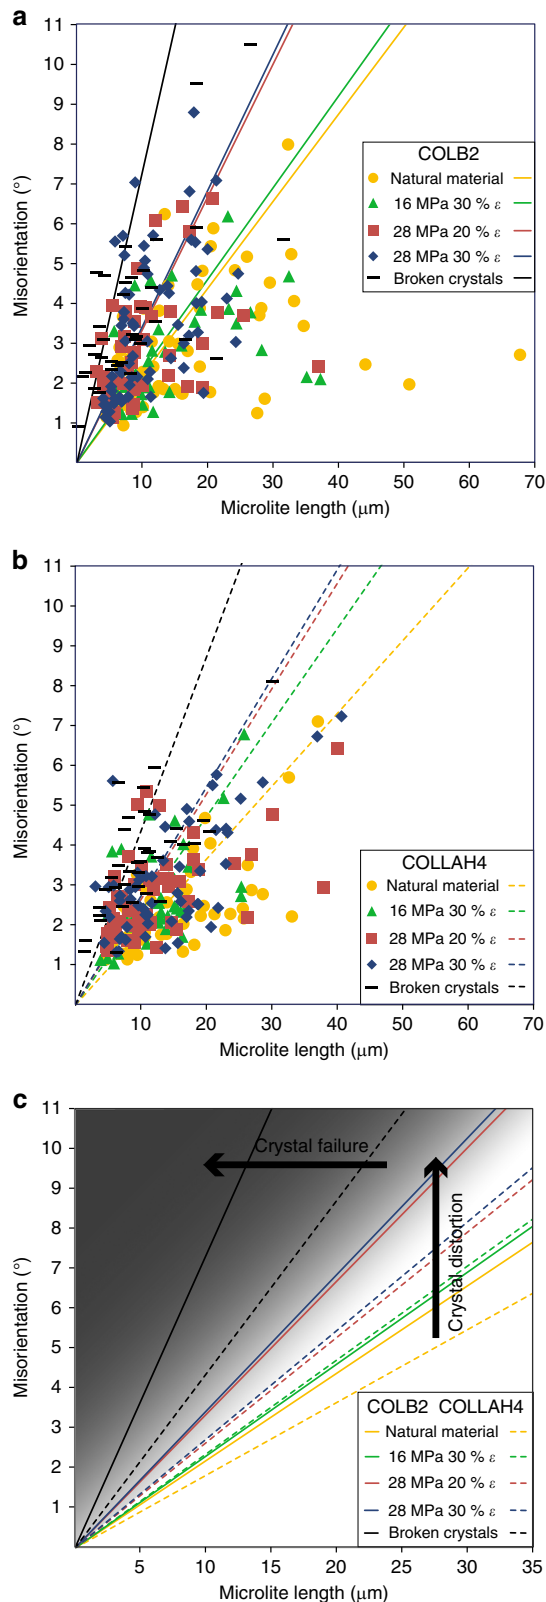 a
11
10
9
8
7
6
5
4
3
2
1
Misorientation (°)
COLB2
Natural material
16 MPa 30 % ε
28 MPa 20 % ε
28 MPa 30 % ε
Broken crystals
10 20 30 40 50 60 70
Microlite length (μm)
b
11
10
9
8
7
6
5
4
3
2
1
Misorientation (°)
COLLAH4
Natural material
16 MPa 30 % ε
28 MPa 20 % ε
28 MPa 30 % ε
Broken crystals
10 20 30 40 50 60 70
Microlite length (μm)
c
11
10
9
8
7
6
5
4
3
2
1
Misorientation (°)
Crystal failure
Crystal distortion
COLB2 COLLAH4
Natural material
16 MPa 30 % ε
28 MPa 20 % ε
28 MPa 30 % ε
Broken crystals
5 10 15 20 25 30 35
Microlite length (μm)